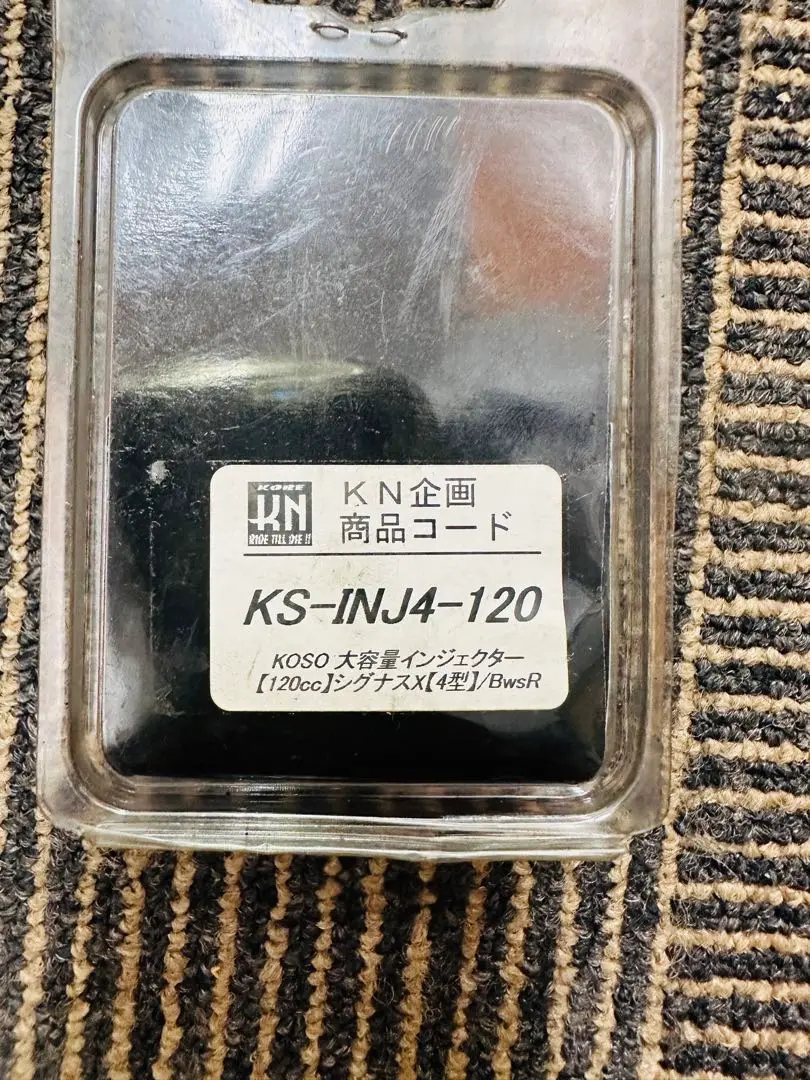 KORE
KN
RIDE TILL DIE !!
ＫＮ企画
商品コード
KS-INJ4-120
KOSO 大容量インジェクター
【120cc】シグナスX【4型】/BwsR